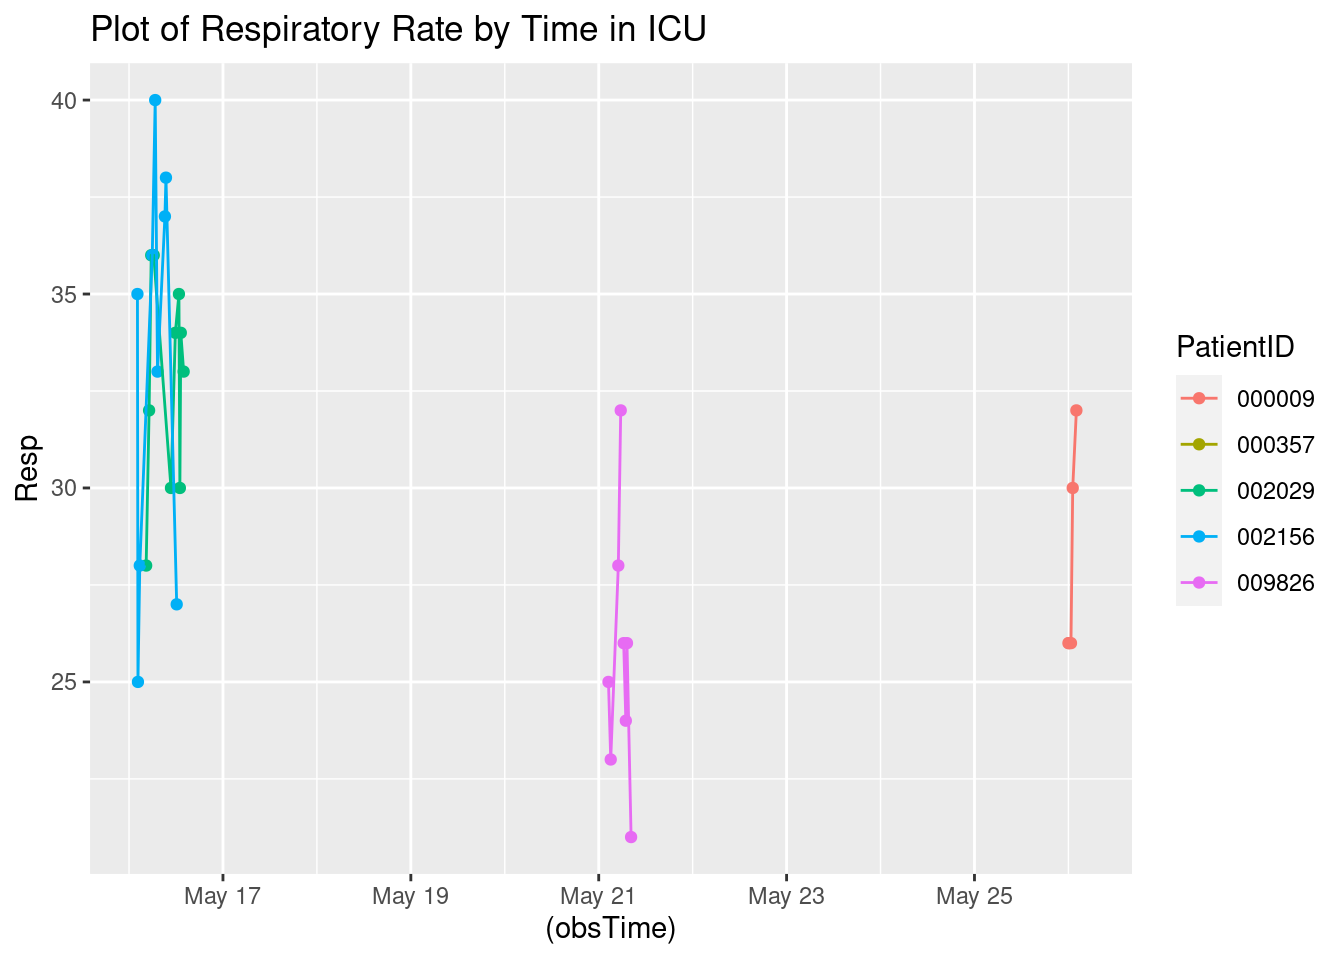 Plot of Respiratory Rate by Time in ICU
40
35
30
25
Resp
May 17
May 19
May 21
May 23
May 25
(obsTime)
PatientID
000009
000357
002029
002156
009826